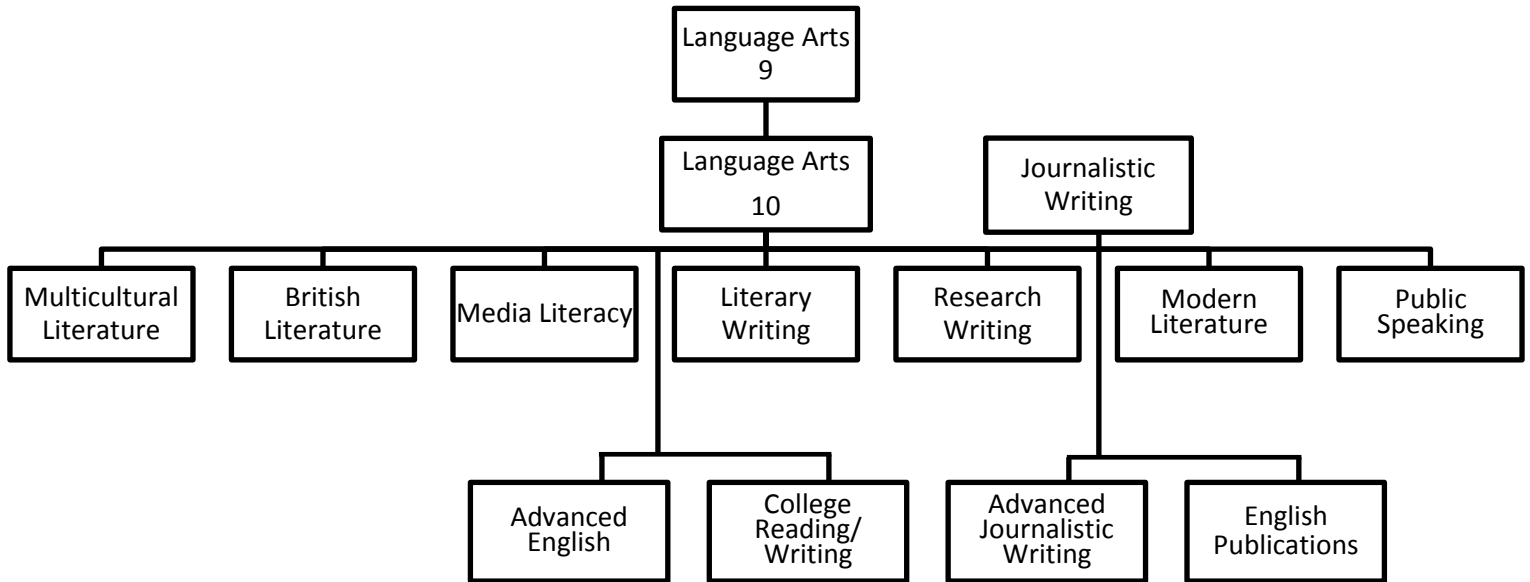 Language Arts
9
Language Arts
10
Journalistic
Writing
Multicultural
Literature
British
Literature
Media Literacy
Literary
Writing
Research
Writing
Modern
Literature
Public
Speaking
Advanced
English
College
Reading/
Writing
Advanced
Journalistic
Writing
English
Publications